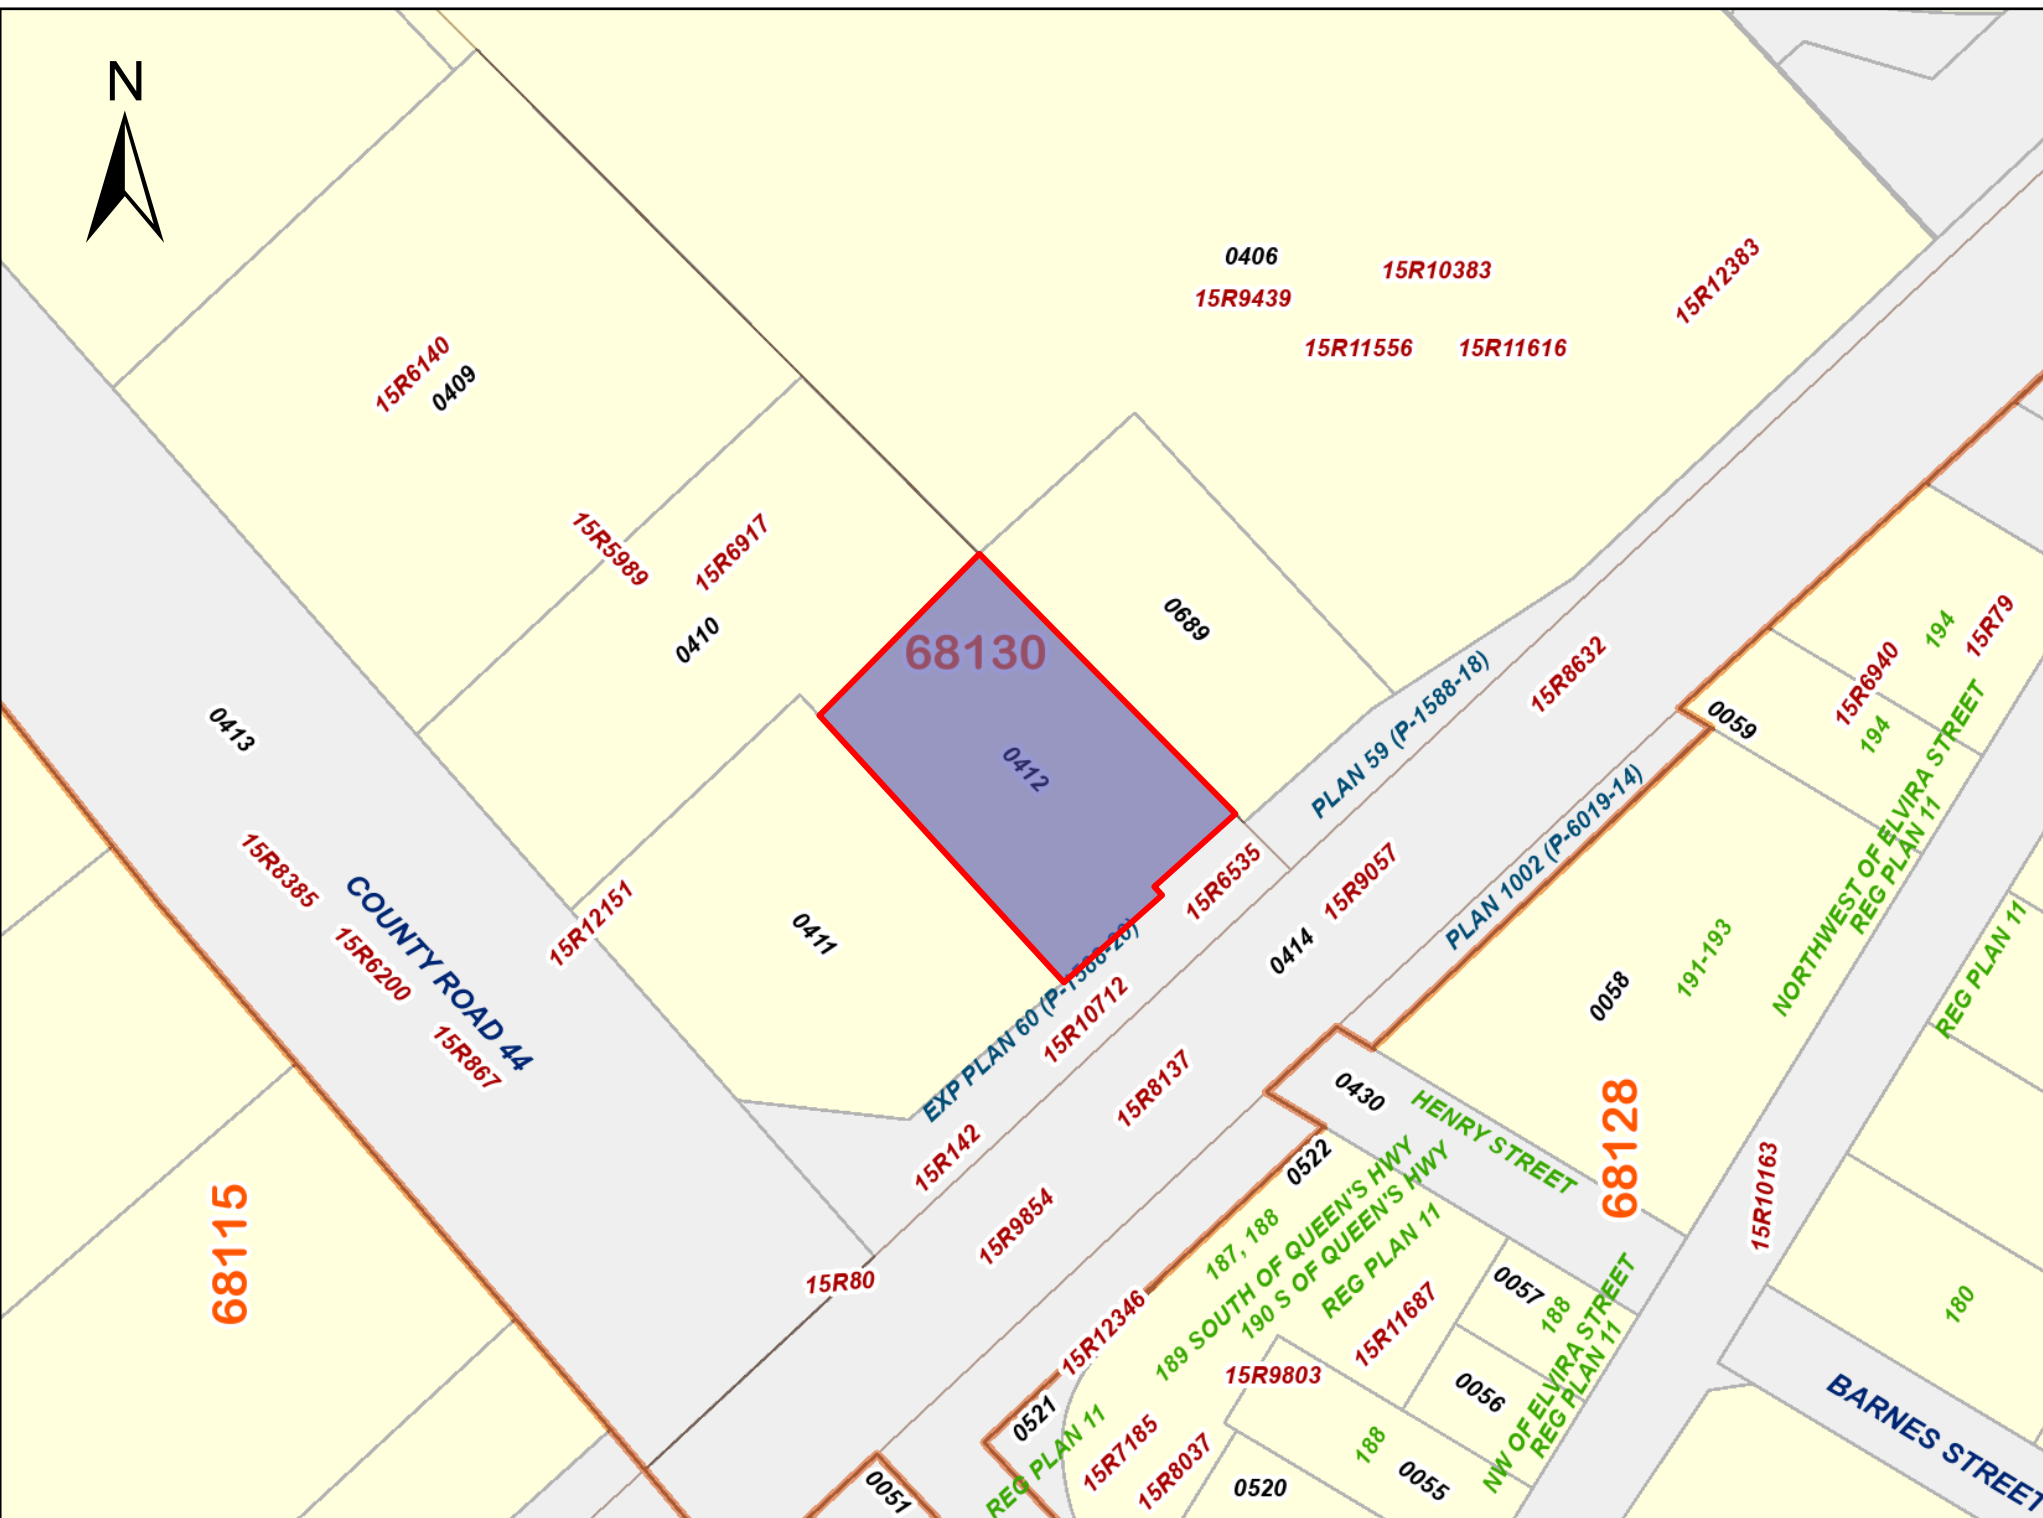 N
0406
15R10383
15R9439
15R12383
15R11556
15R11616
15R6140
0409
15R5989
15R6917
0410
0689
68130
0412
0413
PLAN 59 (P-1588-18)
15R8632
0059
194
15R79
15R6940
194
NORTHWEST OF ELVIRA STREET
REG PLAN 11
PLAN 1002 (P-6019-14)
15R6535
15R9057
0414
15R8385
COUNTY ROAD 44
15R6200
15R867
15R12151
0411
EXP PLAN 60 (P-1588-20)
15R10712
15R8137
15R142
15R9854
15R80
191-193
0058
REG PLAN 11
0430
HENRY STREET
68128
15R10163
0522
187, 188
189 SOUTH OF QUEEN'S HWY
190 S OF QUEEN'S HWY
REG PLAN 11
68115
15R12346
15R11687
0057
188
NW OF ELVIRA STREET
REG PLAN 11
180
15R9803
0056
BARNES STREET
0521
REG PLAN 11
15R7185
15R8037
188
0055
0520
0051